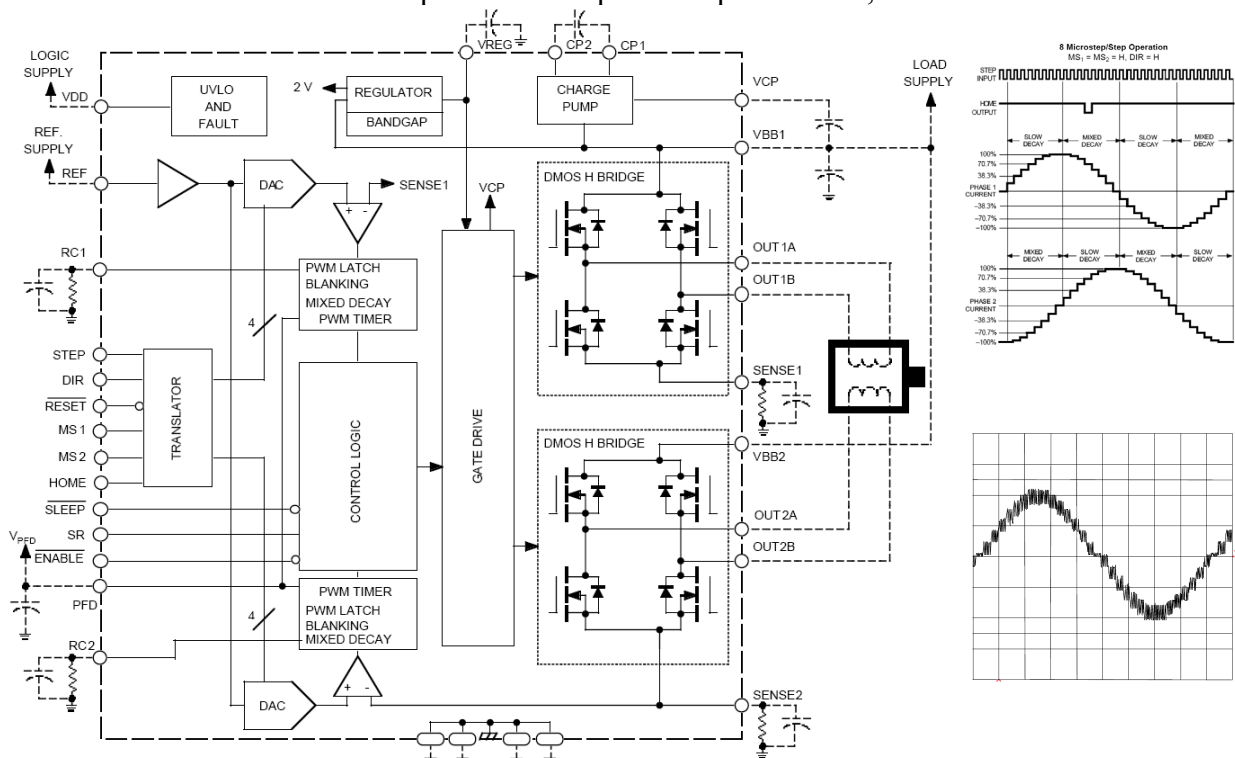 VREG
CP2
CP1
LOGIC
SUPPLY
VDD
UVLO
AND
FAULT
2 V
REGULATOR
BANDGAP
CHARGE
PUMP
VCP
LOAD
SUPPLY
REF.
SUPPLY
REF
VBB1
DAC
SENSE1
+ -
VCP
DMOS H BRIDGE
RC1
PWM LATCH
BLANKING
MIXED DECAY
PWM TIMER
OUT1A
OUT1B
4
STEP
DIR
RESET
MS1
MS2
HOME
SLEEP
SR
ENABLE
VPFD
PFD
TRANSLATOR
CONTROL LOGIC
GATE DRIVE
SENSE1
DMOS H BRIDGE
VBB2
OUT2A
OUT2B
PWM TIMER
PWM LATCH
BLANKING
MIXED DECAY
4
RC2
+ -
DAC
SENSE2
8 Microstep/Step Operation
MS1 = MS2 = H, DIR = H
STEP
INPUT
HOME
OUTPUT
SLOW
DECAY
MIXED
DECAY
SLOW
DECAY
MIXED
DECAY
100%
70.7%
38.3%
PHASE 1
CURRENT
–38.3%
–70.7%
–100%
MIXED
DECAY
SLOW
DECAY
MIXED
DECAY
SLOW
DECAY
100%
70.7%
38.3%
PHASE 2
CURRENT
–38.3%
–70.7%
–100%